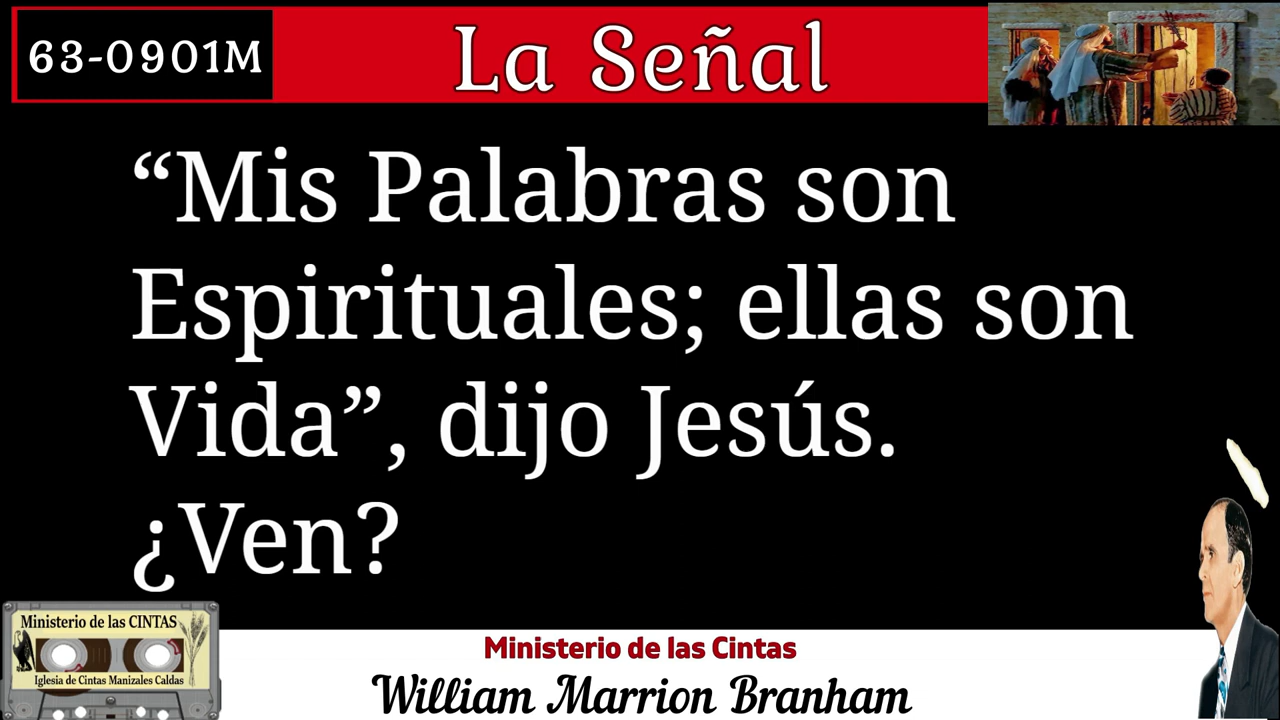 63-0901M
La Señal
“Mis Palabras son
Espirituales; ellas son
Vida”, dijo Jesús.
¿Ven?
Ministerio de las CINTAS
Iglesia de Cintas Manizales Caldas
Ministerio de las Cintas
William Marrion Branham